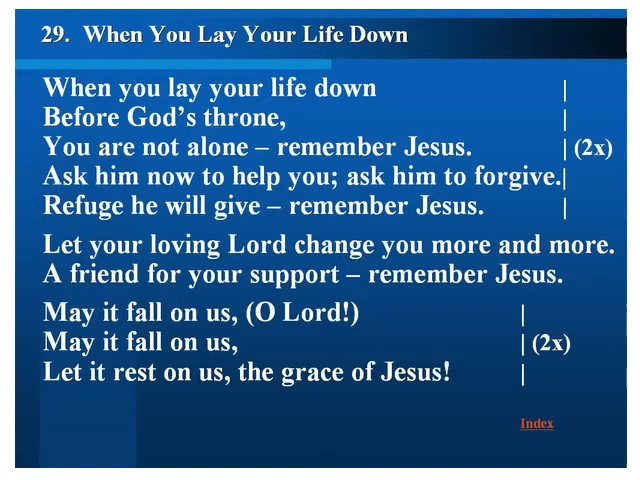 29. When You Lay Your Life Down
When you lay your life down |
Before God's throne, |
You are not alone – remember Jesus. | (2x)
Ask him now to help you; ask him to forgive. |
Refuge he will give – remember Jesus. |
Let your loving Lord change you more and more.
A friend for your support – remember Jesus.
May it fall on us, (O Lord!) |
May it fall on us, | (2x)
Let it rest on us, the grace of Jesus! |
Index